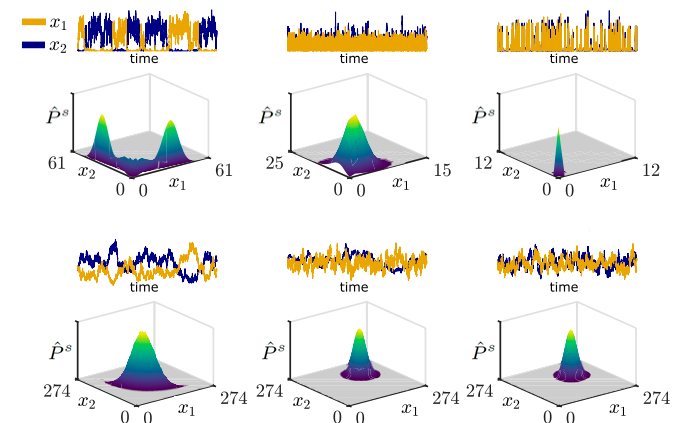 x₁
x₂
time time time
P̂ˢ P̂ˢ P̂ˢ
61 x₂ 0 0 x₁ 61
25 x₂ 0 0 x₁ 15
12 x₂ 0 0 x₁ 12
time time time
P̂ˢ P̂ˢ P̂ˢ
274 x₂ 0 0 x₁ 274
274 x₂ 0 0 x₁ 274
274 x₂ 0 0 x₁ 274